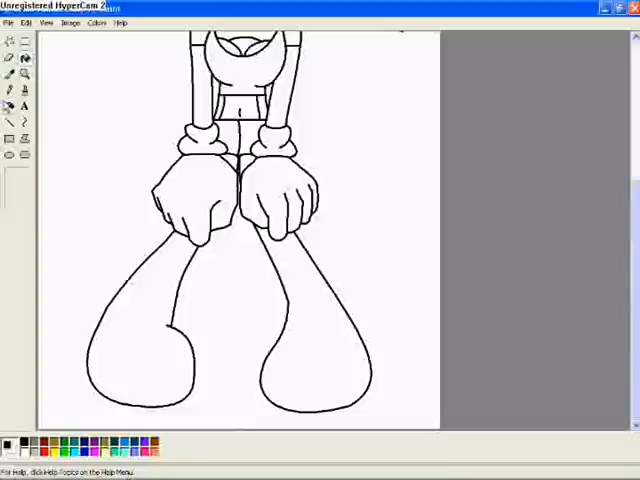 Unregistered HyperCam 2
File Edit View Image Colors Help
A
For Help, click Help Topics on the Help Menu.